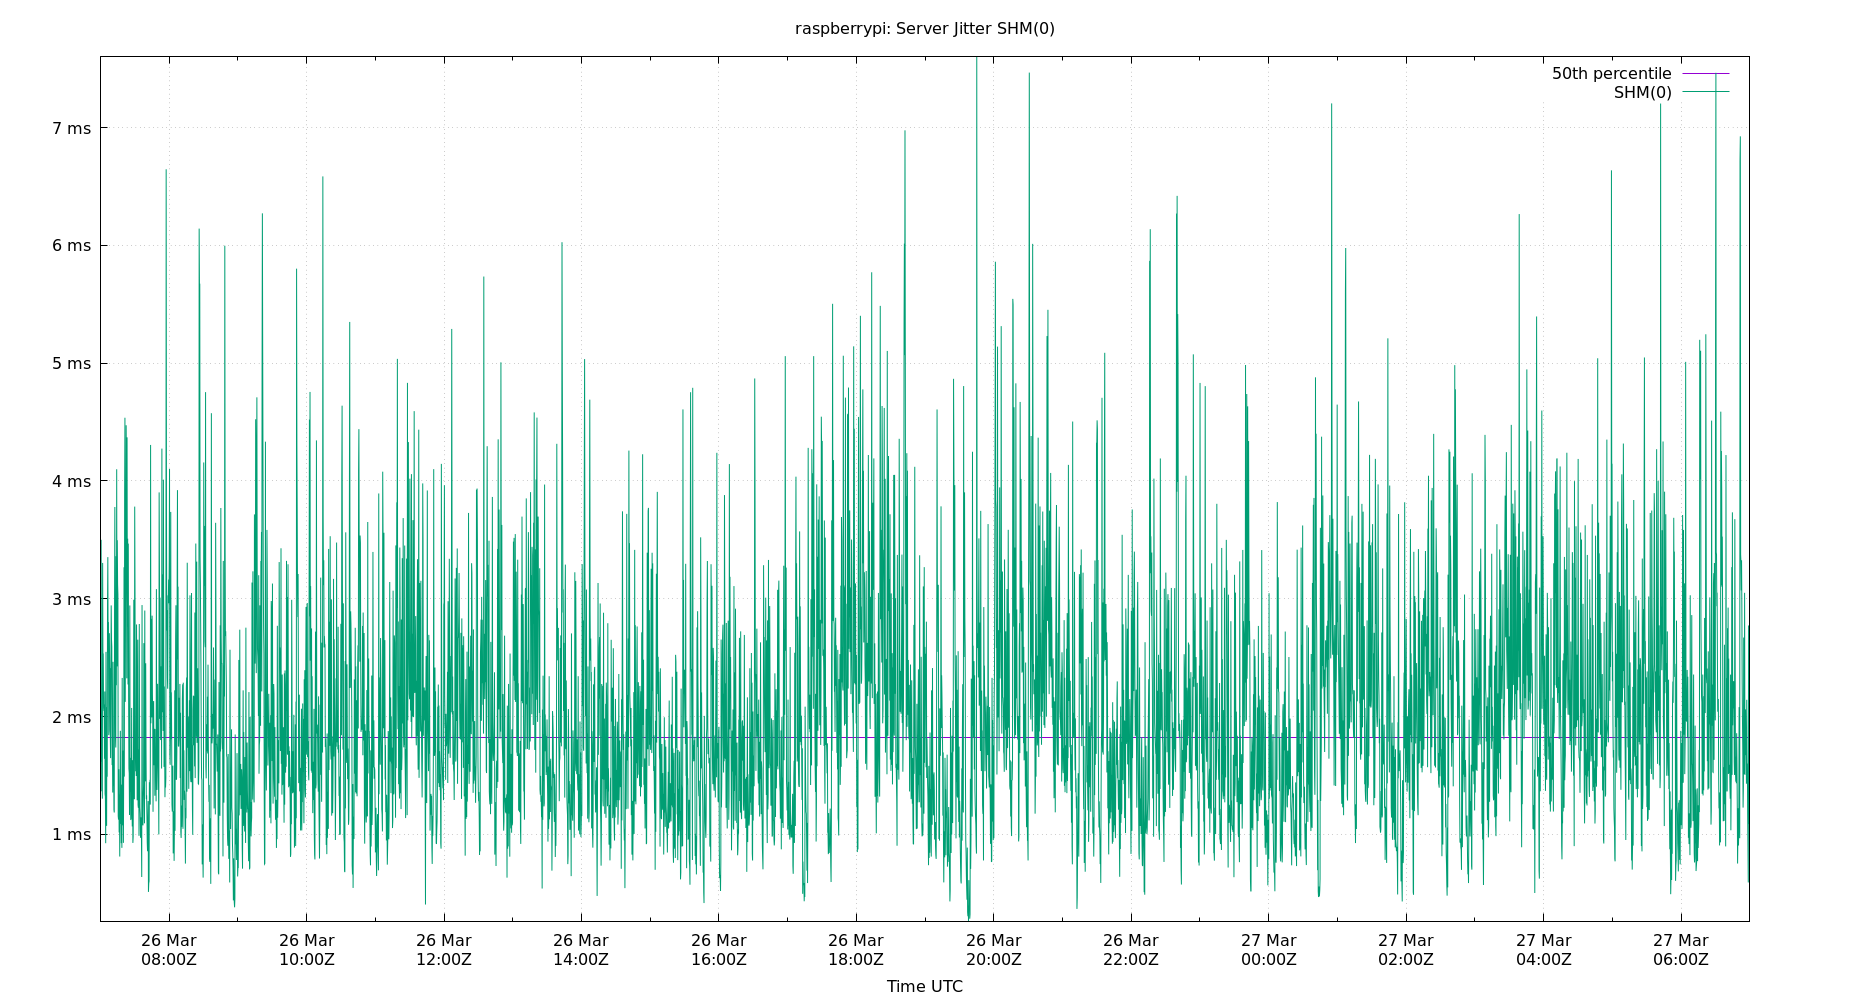 raspberrypi: Server Jitter SHM(0)
50th percentile
SHM(0)
7 ms
6 ms
5 ms
4 ms
3 ms
2 ms
1 ms
26 Mar 26 Mar 26 Mar 26 Mar 26 Mar 26 Mar 26 Mar 26 Mar 27 Mar 27 Mar 27 Mar 27 Mar
08:00Z 10:00Z 12:00Z 14:00Z 16:00Z 18:00Z 20:00Z 22:00Z 00:00Z 02:00Z 04:00Z 06:00Z
Time UTC